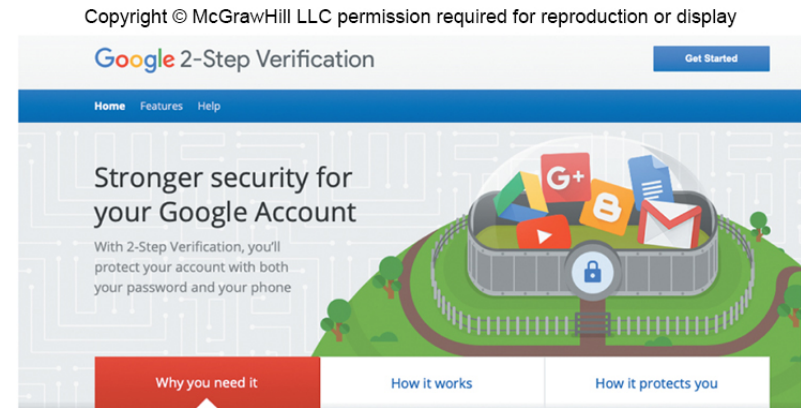 Copyright © McGrawHill LLC permission required for reproduction or display
Google 2-Step Verification
Get Started
Home Features Help
Stronger security for
your Google Account
With 2-Step Verification, you'll
protect your account with both
your password and your phone
G+
Why you need it
How it works
How it protects you